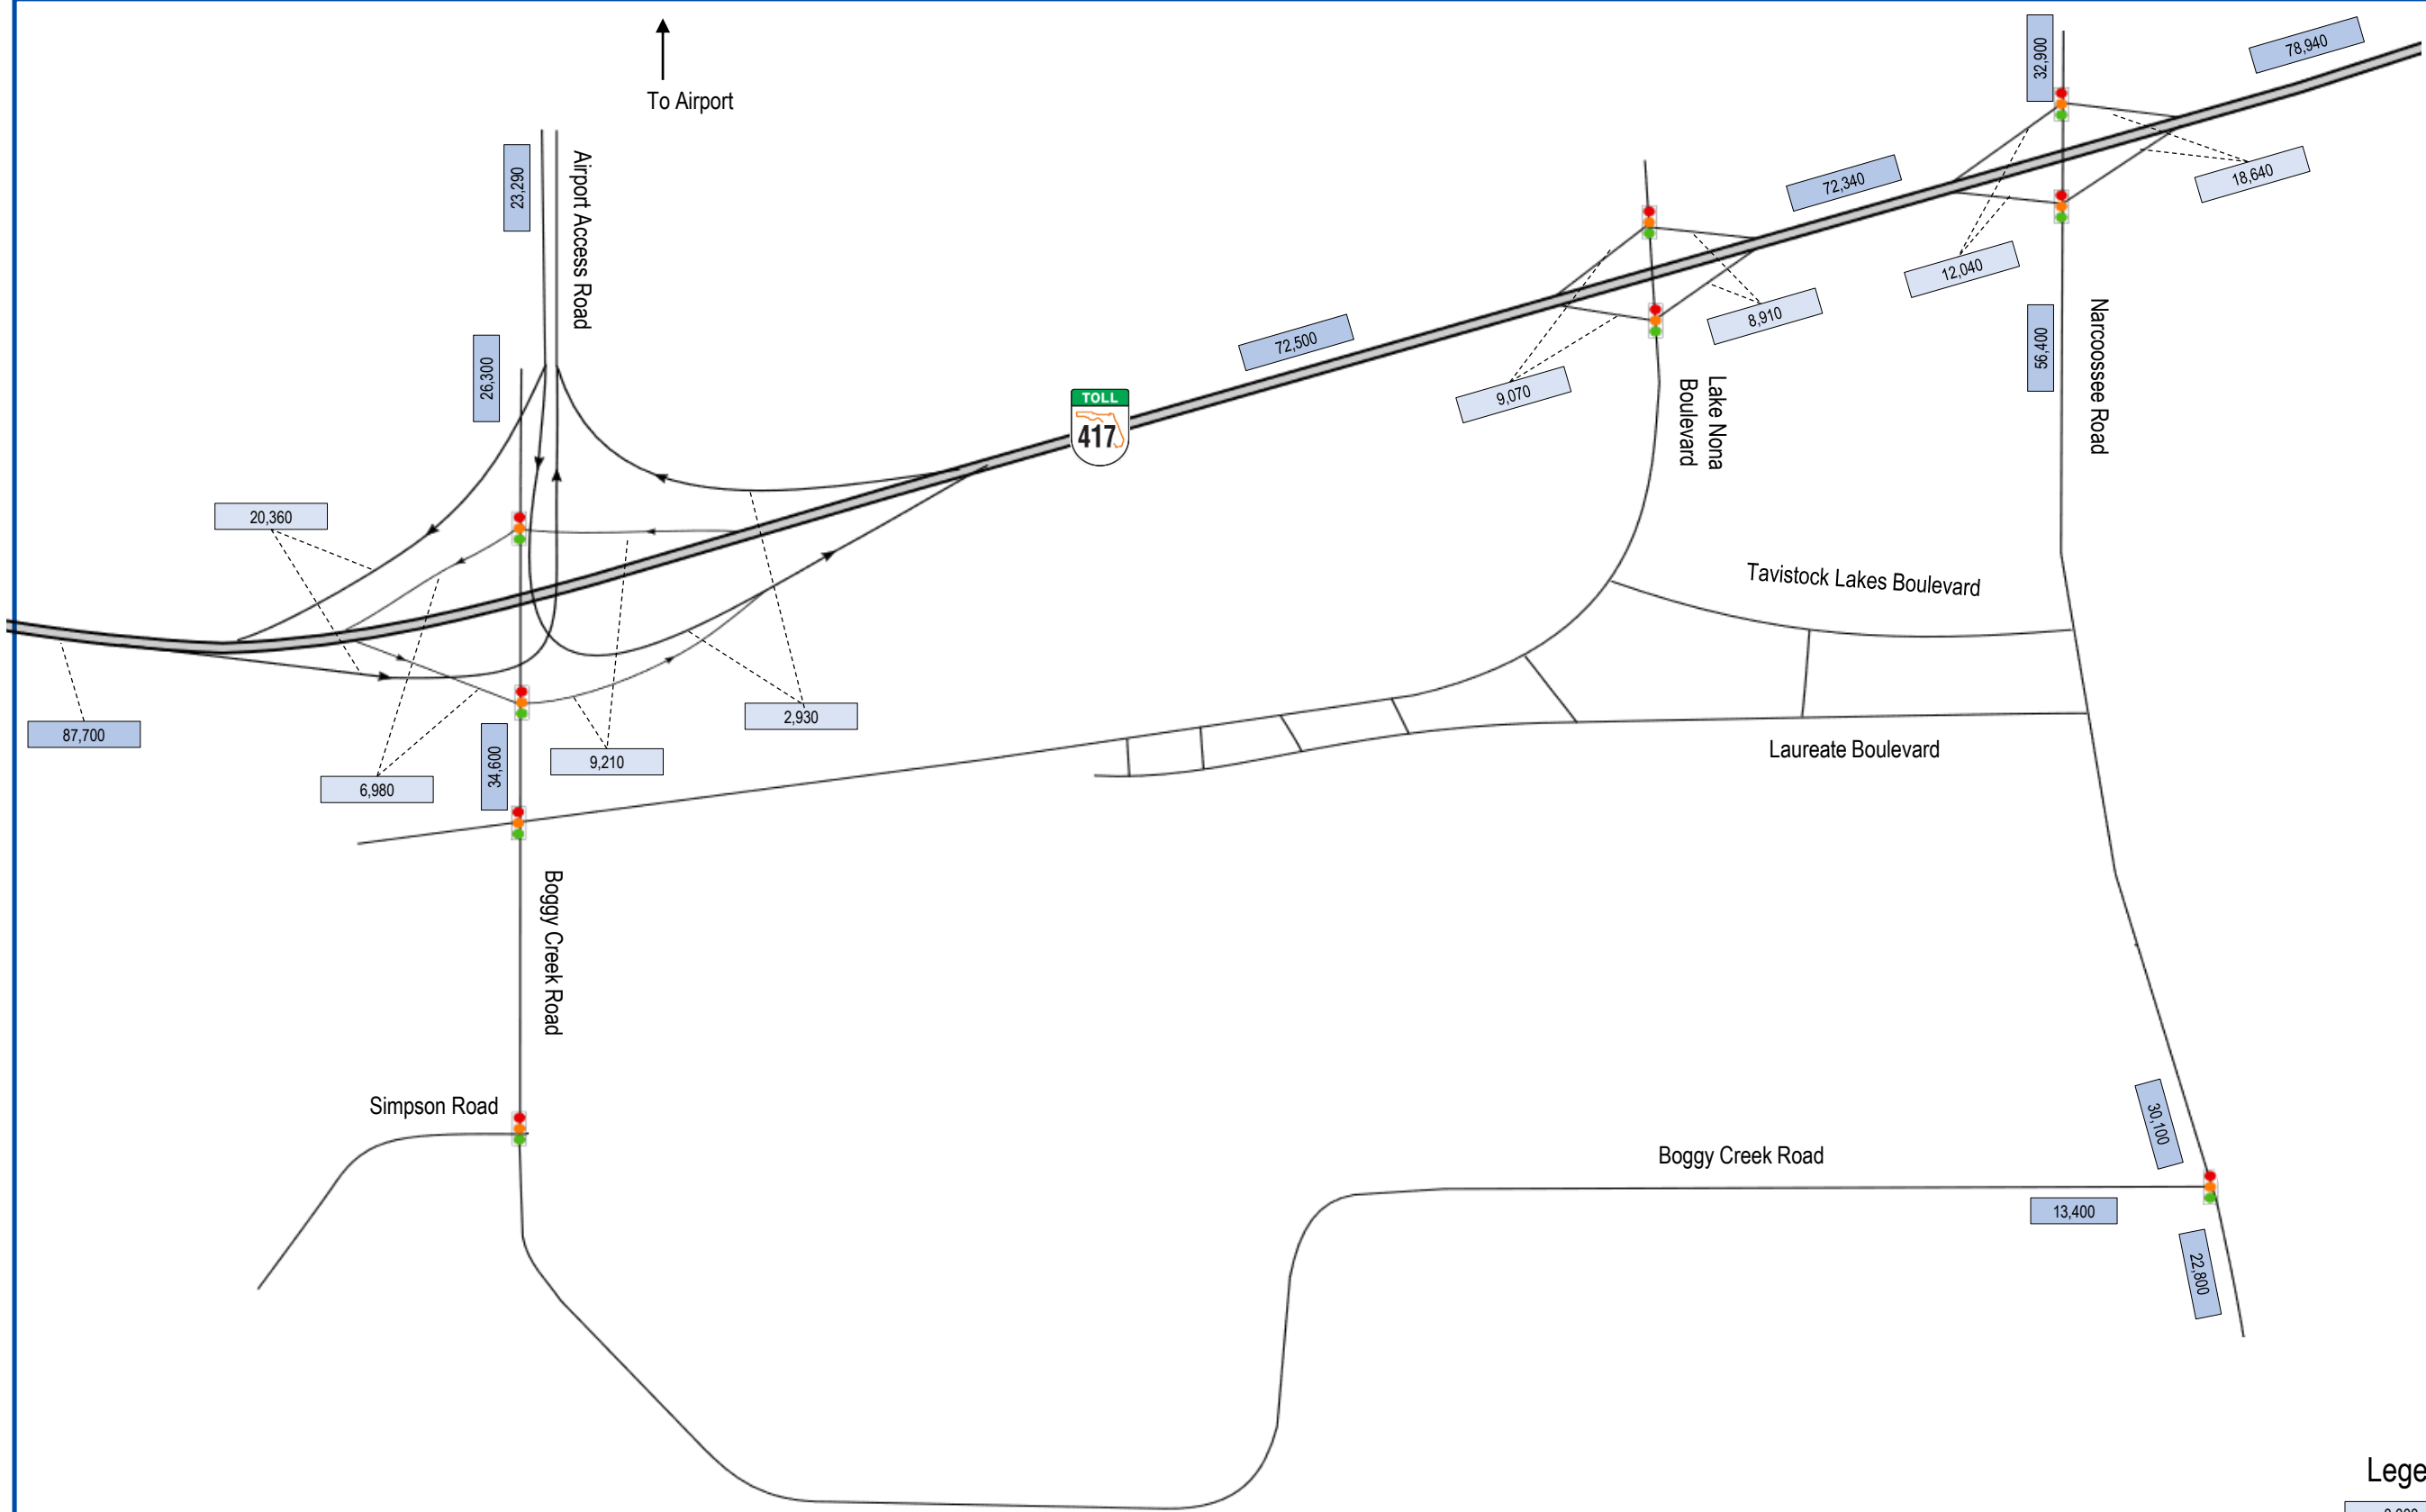 78,940
32,900
To Airport
23,290
Airport Access Road
18,640
72,340
12,040
26,300
72,500
8,910
56,400
Narcoossee Road
9,070
Lake Nona
Boulevard
TOLL
417
20,360
Tavistock Lakes Boulevard
87,700
2,930
9,210
6,980
34,600
Laureate Boulevard
Boggy Creek Road
Simpson Road
30,100
Boggy Creek Road
13,400
22,800
Lege